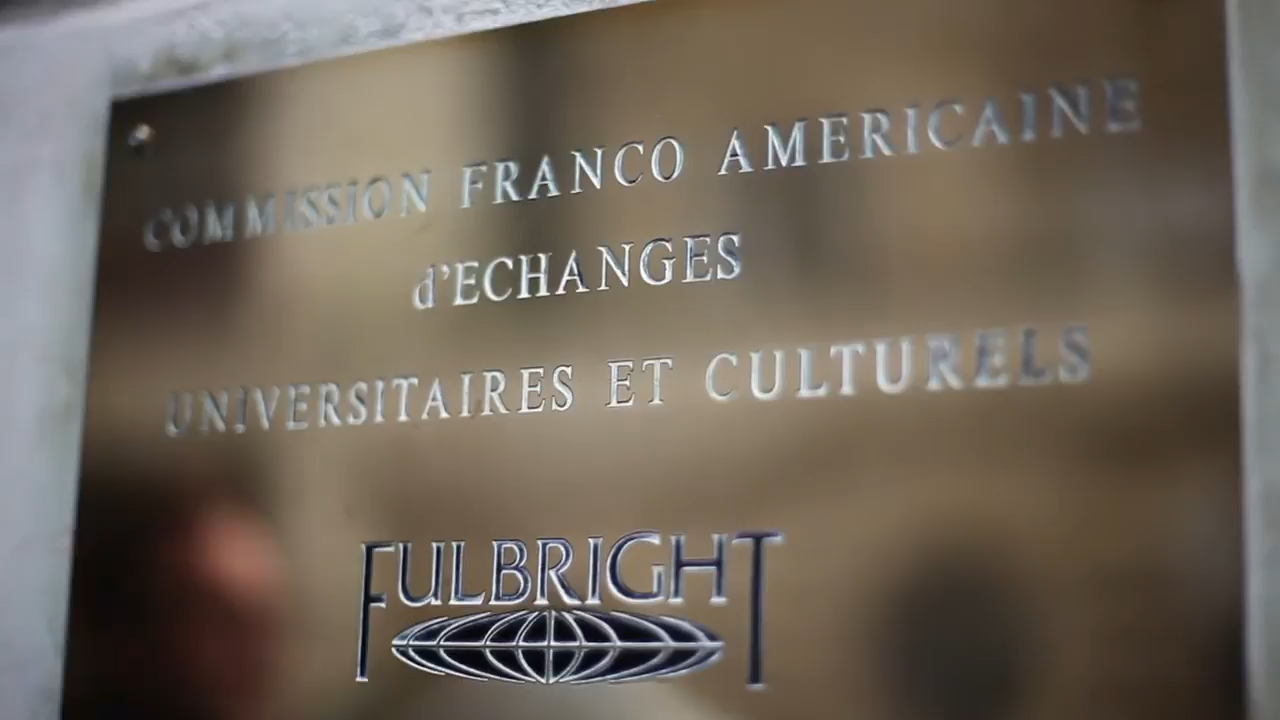 COMMISSION FRANCO AMERICAINE
d'ECHANGES
UNIVERSITAIRES ET CULTURELS
FULBRIGHT